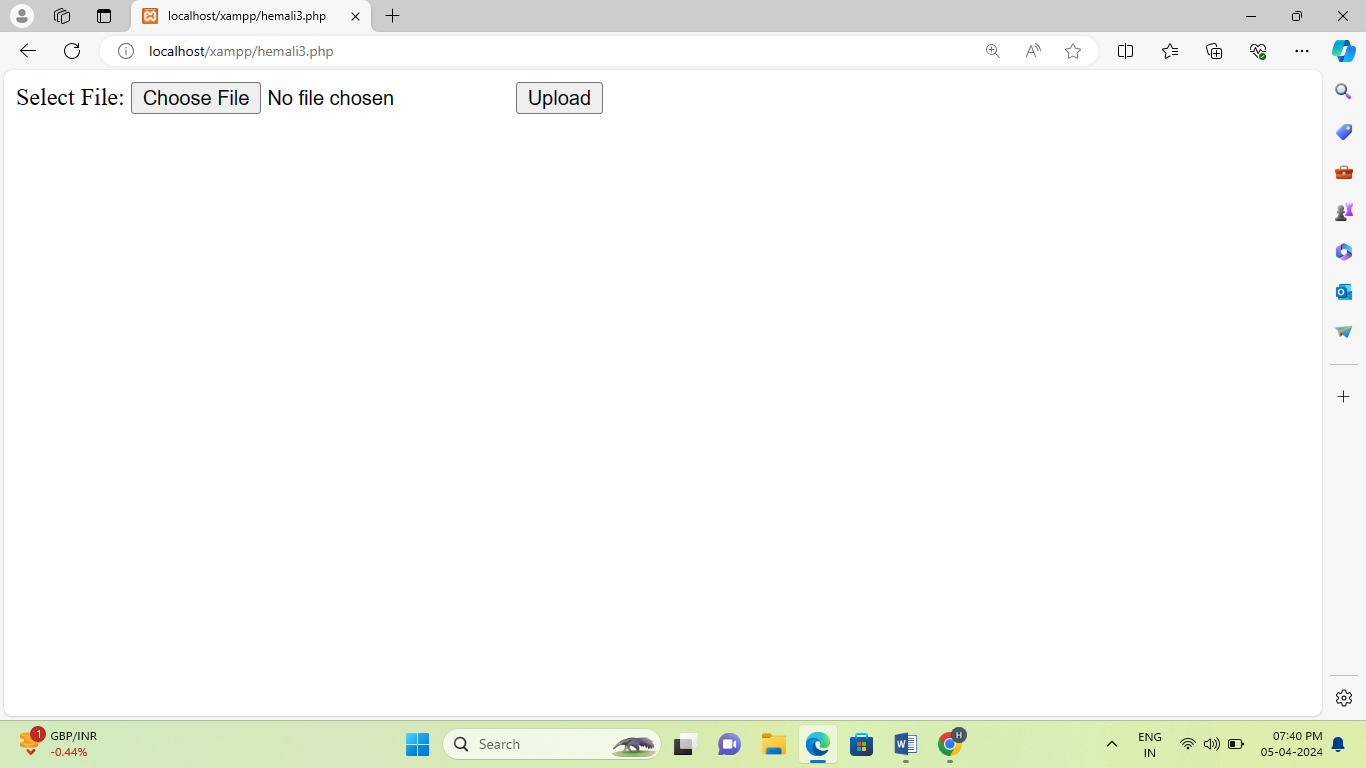 localhost/xampp/hemali3.php
localhost/xampp/hemali3.php
Select File: Choose File No file chosen Upload
1
GBP/INR
-0.44%
Search
H
ENG
IN
07:40 PM
05-04-2024